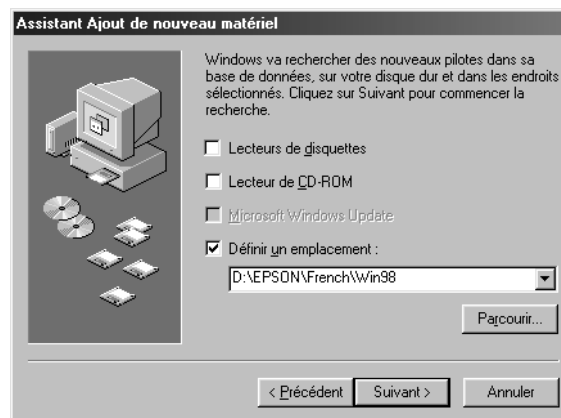 Assistant Ajout de nouveau matériel
Windows va rechercher des nouveaux pilotes dans sa
base de données, sur votre disque dur et dans les endroits
sélectionnés. Cliquez sur Suivant pour commencer la
recherche.
Lecteurs de disquettes
Lecteur de CD-ROM
Microsoft Windows Update
Définir un emplacement :
D:\EPSON\French\Win98
Parcourir...
< Précédent Suivant > Annuler